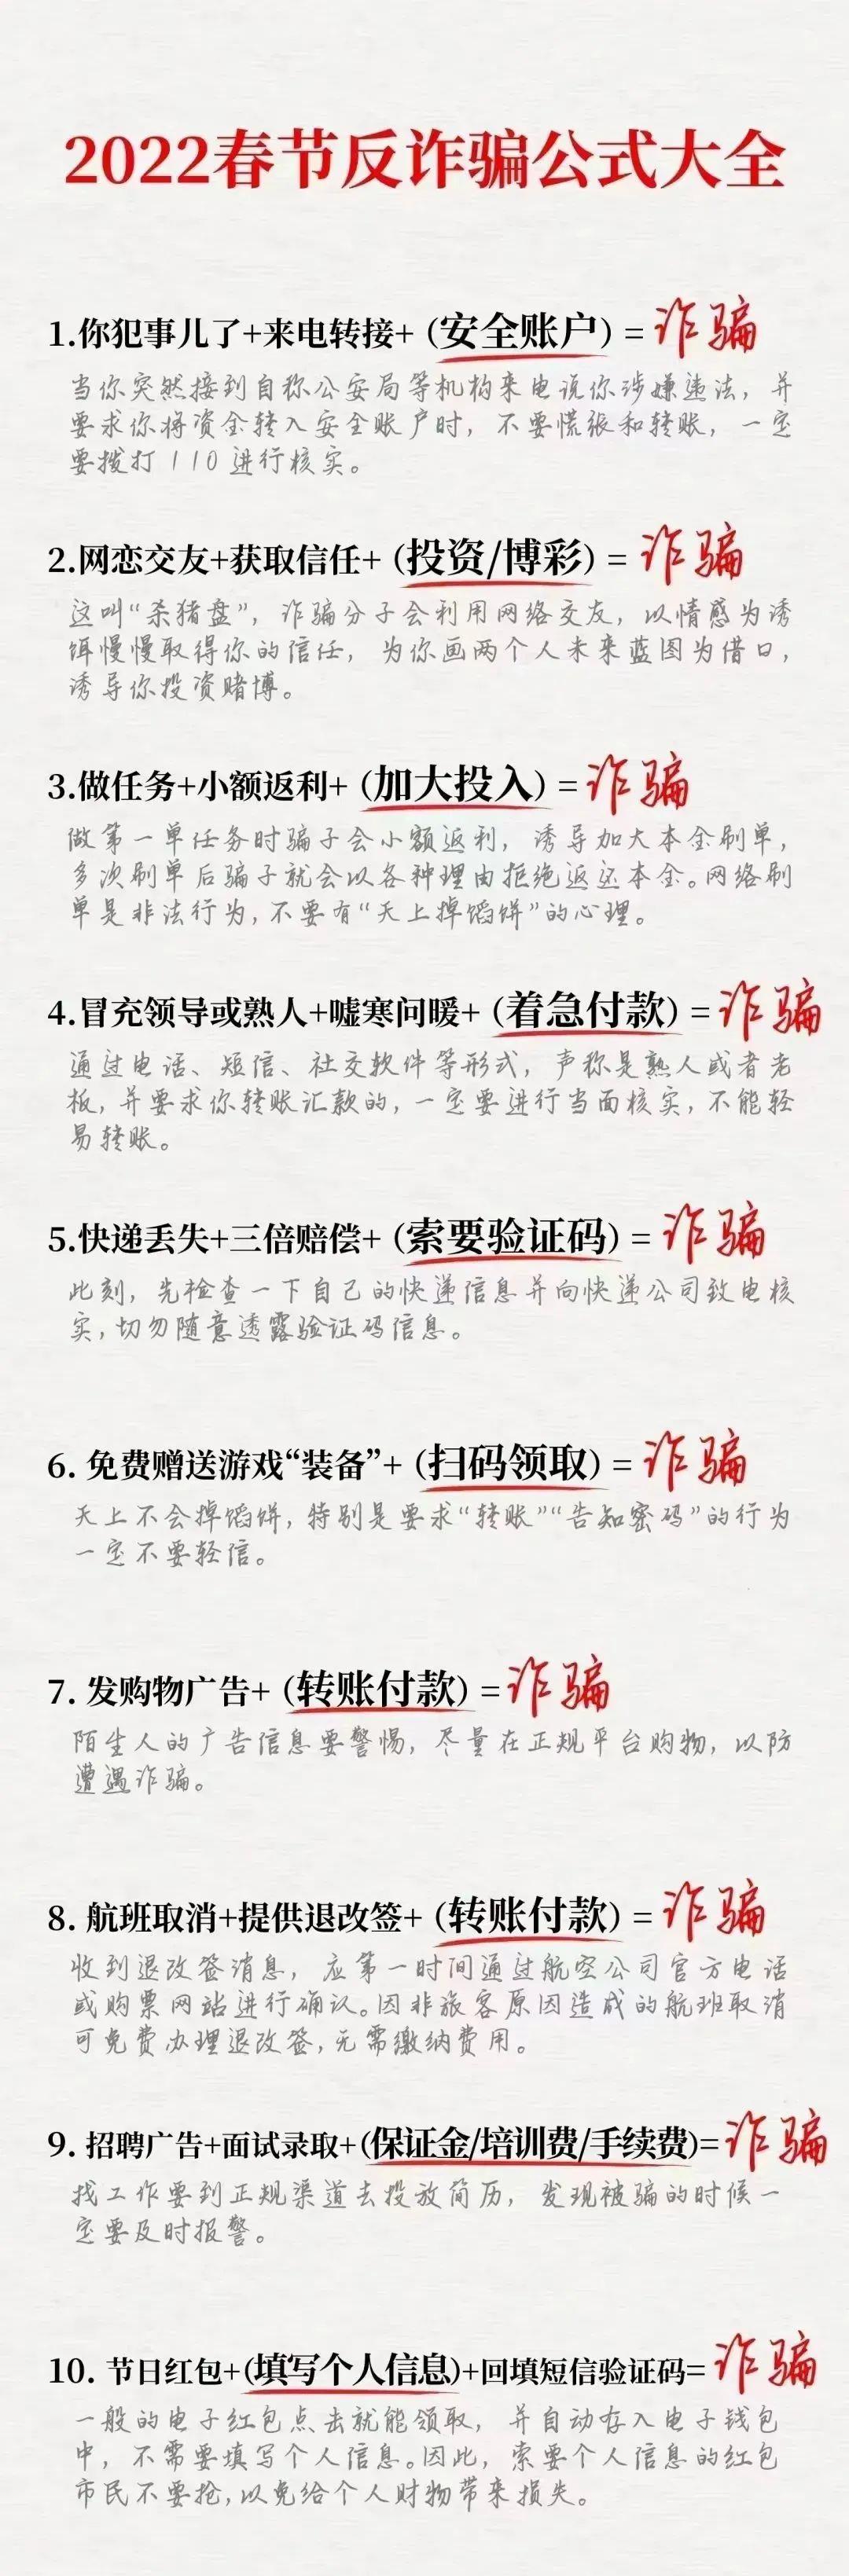 2022春节反诈骗公式大全
1.你犯事儿了+来电转接+（安全账户）= 诈骗
当你突然接到自称公安局等机构来电说你涉嫌违法，并
要求你将资金转入安全账户时，不要慌张和转账，一定
要拨打110进行核实。
2.网恋交友+获取信任+（投资/博彩）= 诈骗
这叫“杀猪盘”，诈骗分子会利用网络交友，以情感为诱
饵慢慢取得你的信任，为你画两个人未来蓝图为借口，
诱导你投资赌博。
3.做任务+小额返利+（加大投入）= 诈骗
做第一单任务时骗子会小额返利，诱导加大本金刷单，
多次刷单后骗子就会以各种理由拒绝返还本金。网络刷
单是非法行为，不要有“天上掉馅饼”的心理。
4.冒充领导或熟人+嘘寒问暖+（着急付款）= 诈骗
通过电话、短信、社交软件等形式，声称是熟人或者老
板，并要求你转账汇款的，一定要进行当面核实，不能轻
易转账。
5.快递丢失+三倍赔偿+（索要验证码）= 诈骗
此刻，先检查一下自己的快递信息并向快递公司致电核
实，切勿随意透露验证码信息。
6. 免费赠送游戏“装备”+（扫码领取）= 诈骗
天上不会掉馅饼，特别是要求“转账”“告知密码”的行为
一定不要轻信。
7. 发购物广告+（转账付款）= 诈骗
陌生人的广告信息要警惕，尽量在正规平台购物，以防
遭遇诈骗。
8. 航班取消+提供退改签+（转账付款）= 诈骗
收到退改签消息，应第一时间通过航空公司官方电话
或购票网站进行确认。因非旅客原因造成的航班取消
可免费办理退改签，无需缴纳费用。
9. 招聘广告+面试录取+(保证金/培训费/手续费)= 诈骗
找工作要到正规渠道去投放简历，发现被骗的时候一
定要及时报警。
10. 节日红包+(填写个人信息)+回填短信验证码= 诈骗
一般的电子红包点击就能领取，并自动存入电子钱包
中，不需要填写个人信息。因此，索要个人信息的红包
市民不要抢，以免给个人财物带来损失。